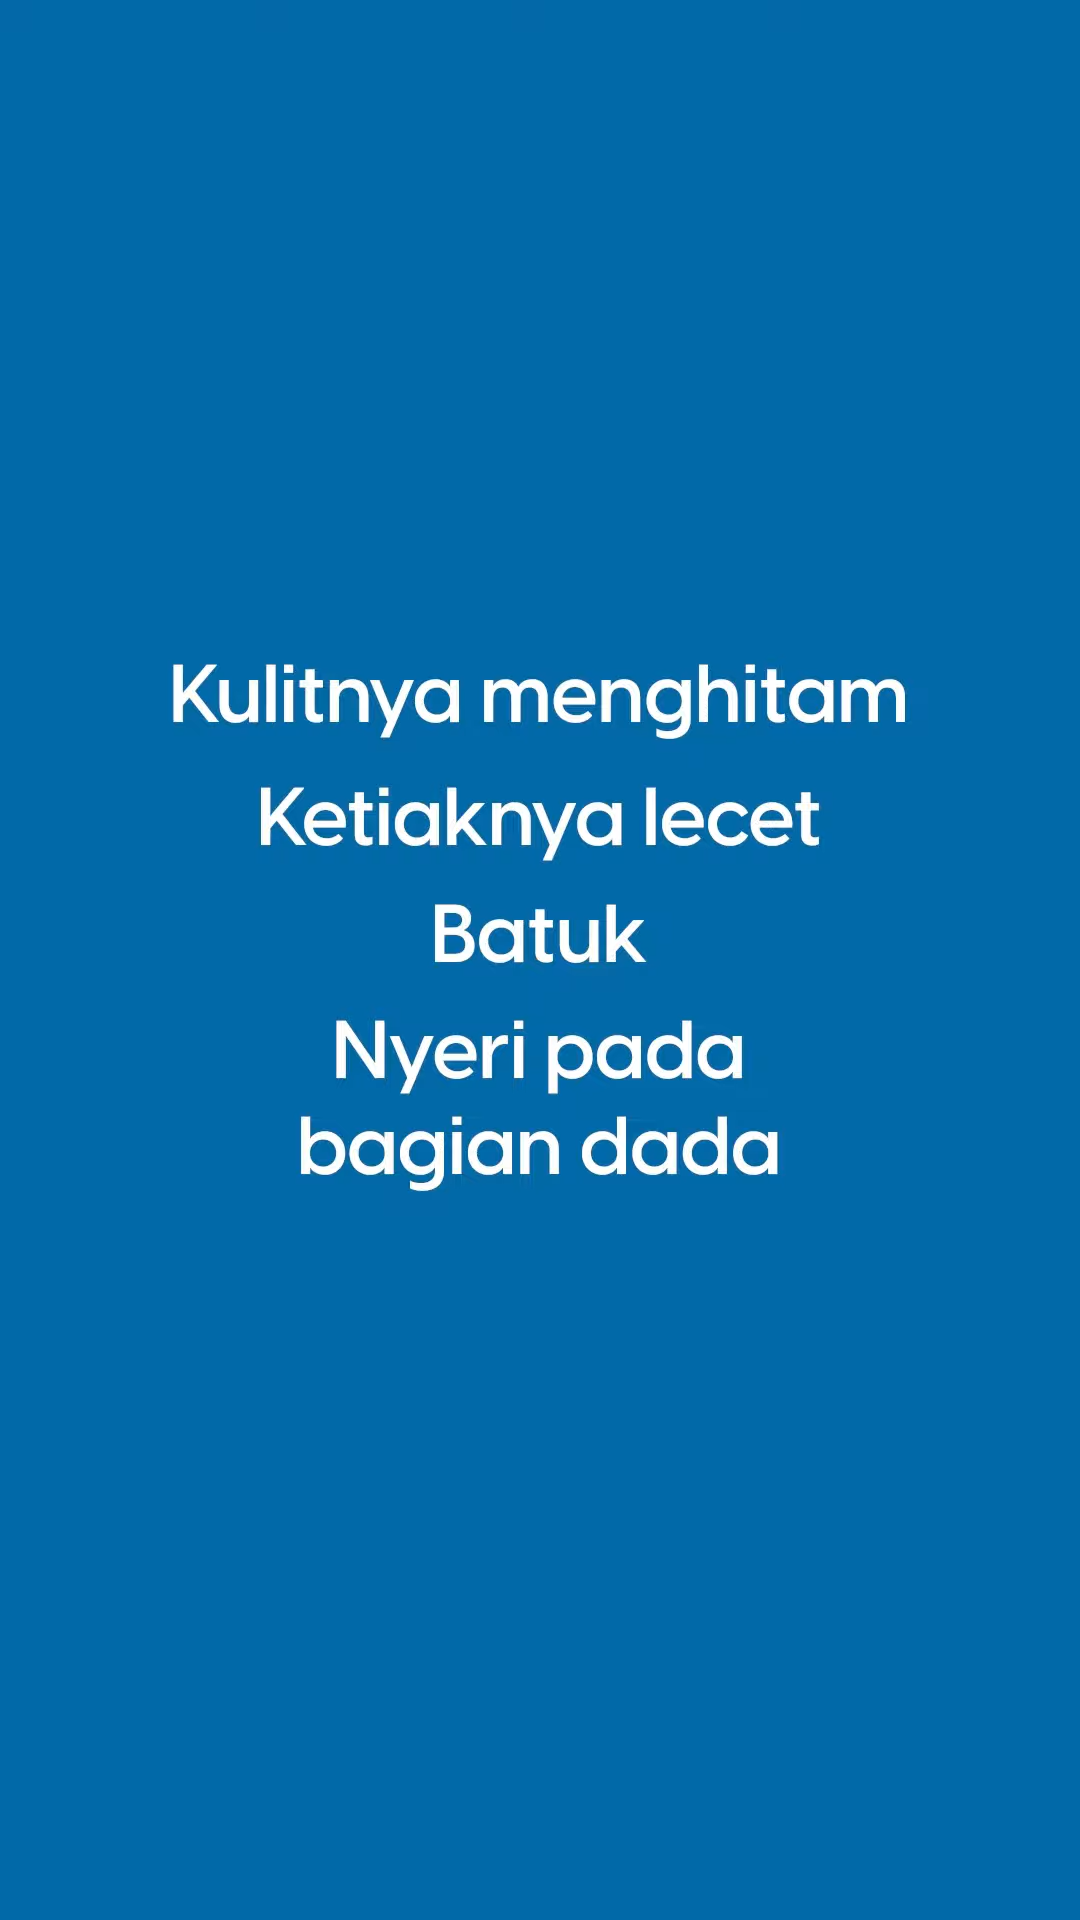 Kulitnya menghitam
Ketiaknya lecet
Batuk
Nyeri pada
bagian dada